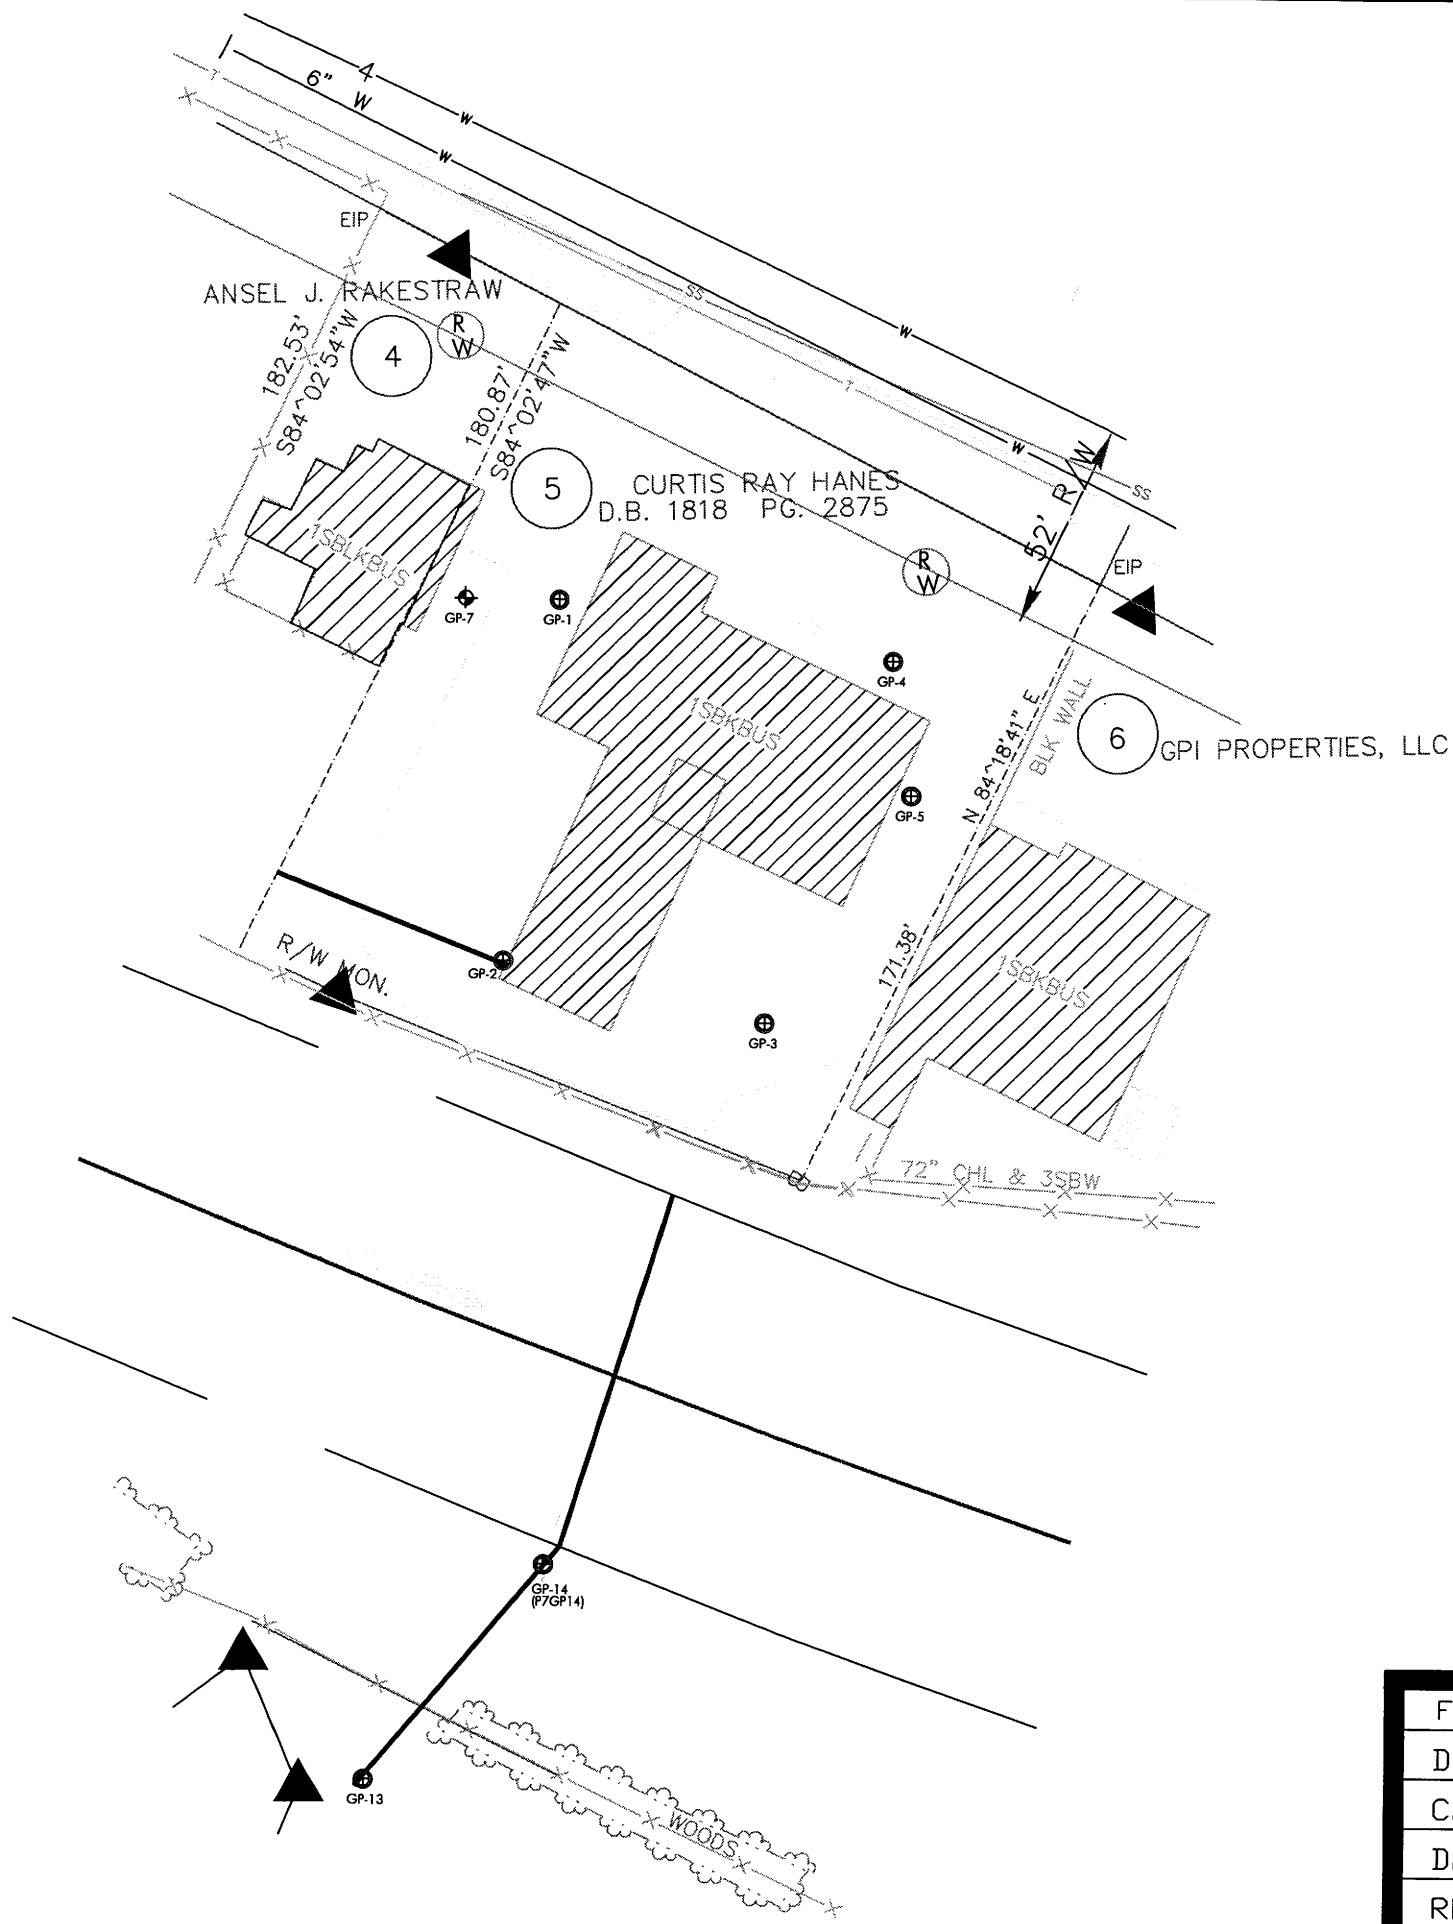 4
6" W
W
W
T
EIP
SS
ANSEL J. RAKESTRAW
R
W
4
182.53'
S84^02'54"W
180.87'
S84^02'47"W
W
T
W
52' R/W
SS
5
CURTIS RAY HANES
D.B. 1818 PG. 2875
R
W
EIP
1SBLKBUS
GP-7
GP-1
GP-4
1SBKBUS
N 84^18'41" E
BLK WALL
6
GPI PROPERTIES, LLC
GP-5
171.38'
R/W MON.
GP-2
1SBKBUS
GP-3
72" CHL & 3SBW
GP-14
(P7GP14)
GP-13
WOODS
F
D
C
D